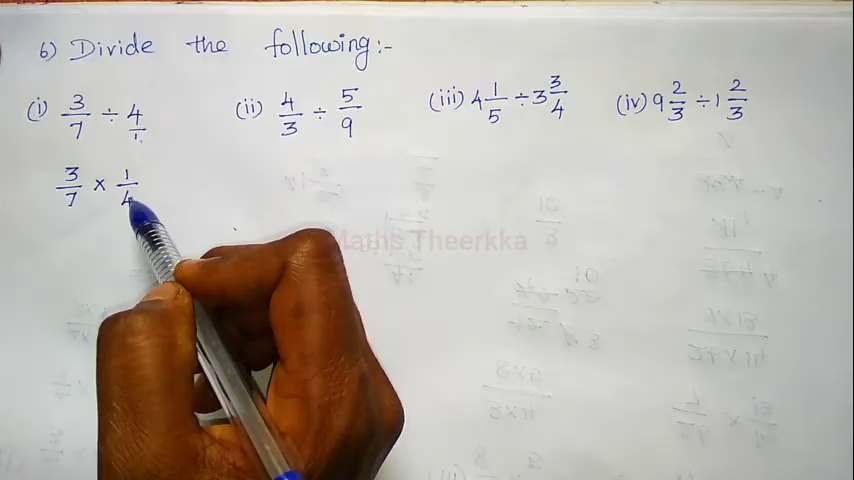 6) Divide the following:-
(i) 3/7 ÷ 4/1 (ii) 4/3 ÷ 5/9 (iii) 4 1/5 ÷ 3 3/4 (iv) 9 2/3 ÷ 1 2/3
3/7 × 1/4
Maths Theerkka